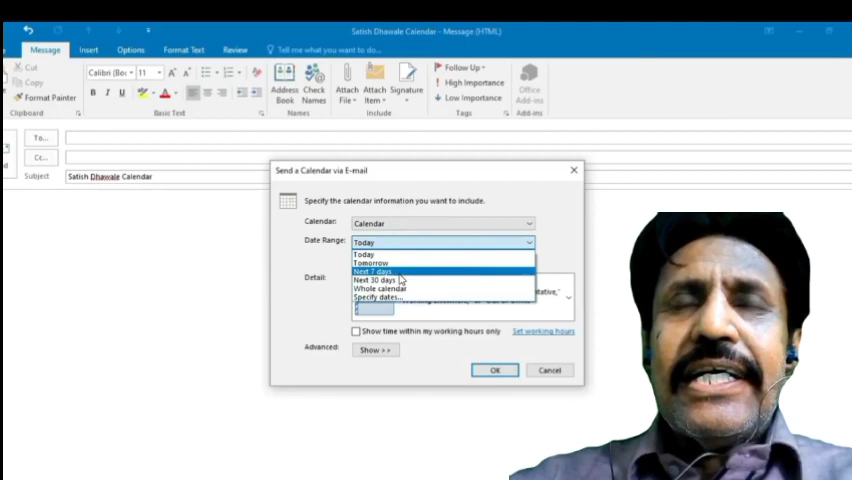 Satish Dhawale Calendar - Message (HTML)
Message Insert Options Format Text Review Tell me what you want to do...
Cut
Copy
Format Painter
Clipboard
Calibri (Boc 11
B I U
Basic Text
Address Book
Check Names
Names
Attach File
Attach Item
Signature
Include
Follow Up
High Importance
Low Importance
Tags
Office Add-ins
Add-ins
To...
Cc...
Subject Satish Dhawale Calendar
Send a Calendar via E-mail
Specify the calendar information you want to include.
Calendar: Calendar
Date Range: Today
Today
Tomorrow
Next 7 days
Next 30 days
Whole calendar
Specify dates...
Detail:
Show time within my working hours only Set working hours
Advanced: Show >>
OK Cancel